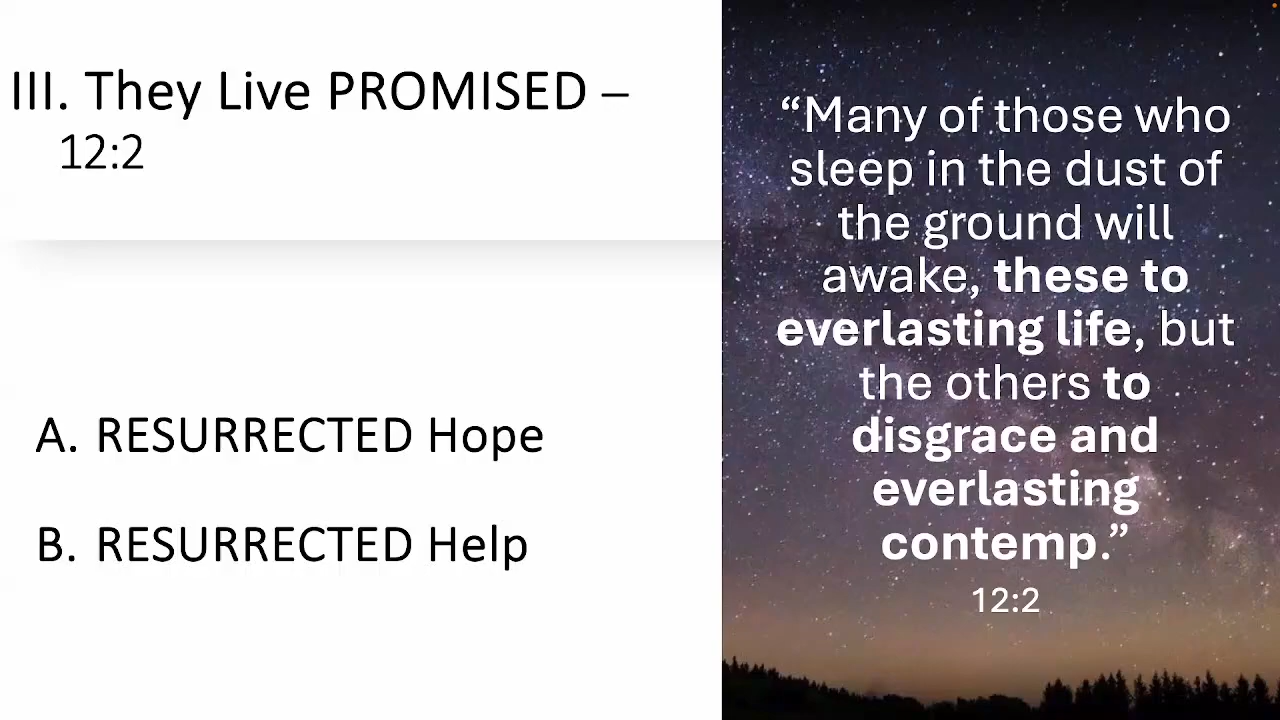 III. They Live PROMISED –
12:2
A. RESURRECTED Hope
B. RESURRECTED Help
“Many of those who
sleep in the dust of
the ground will
awake, these to
everlasting life, but
the others to
disgrace and
everlasting
contemp.”
12:2